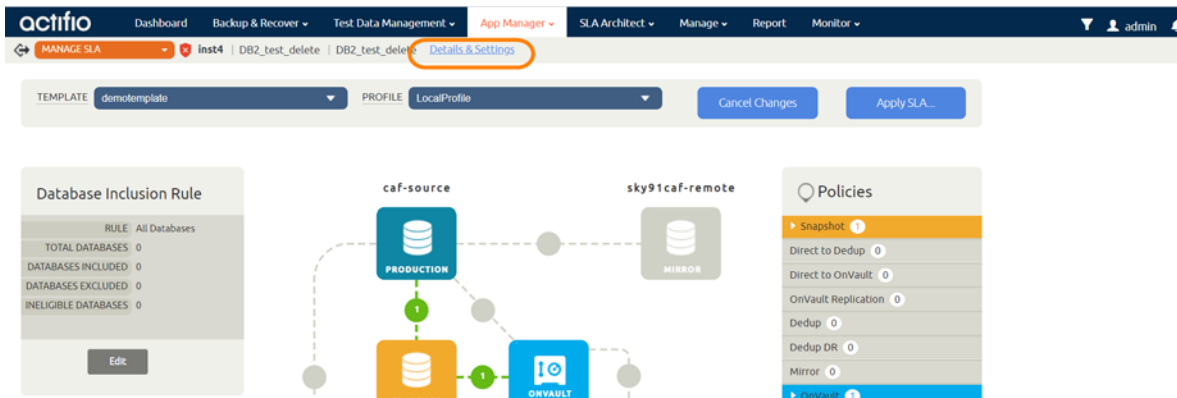 actifio Dashboard Backup & Recover Test Data Management App Manager SLA Architect Manage Report Monitor admin
MANAGE SLA inst4 | DB2_test_delete | DB2_test_delete Details & Settings
TEMPLATE demotemplate PROFILE LocalProfile Cancel Changes Apply SLA...
Database Inclusion Rule
RULE All Databases
TOTAL DATABASES 0
DATABASES INCLUDED 0
DATABASES EXCLUDED 0
INELIGIBLE DATABASES 0
Edit
caf-source
sky91caf-remote
PRODUCTION
MIRROR
1
1
ONVAULT
Policies
Snapshot 1
Direct to Dedup 0
Direct to OnVault 0
OnVault Replication 0
Dedup 0
Dedup DR 0
Mirror 0
OnVault 1